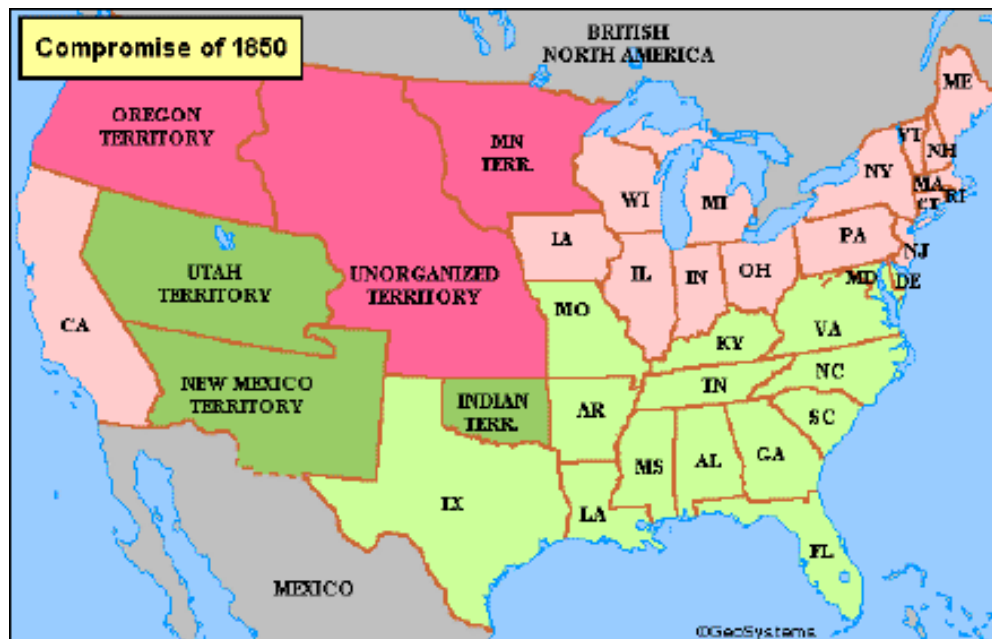 Compromise of 1850
BRITISH
NORTH AMERICA
ME
OREGON
TERRITORY
MN
TERR.
VT
NH
NY
MA
CT
RI
WI
MI
IA
PA
NJ
UTAH
TERRITORY
UNORGANIZED
TERRITORY
IL
IN
OH
MD
DE
CA
MO
KY
VA
NEW MEXICO
TERRITORY
INDIAN
TERR.
AR
TN
NC
SC
MS
AL
GA
TX
LA
FL
MEXICO
©GeoSystems